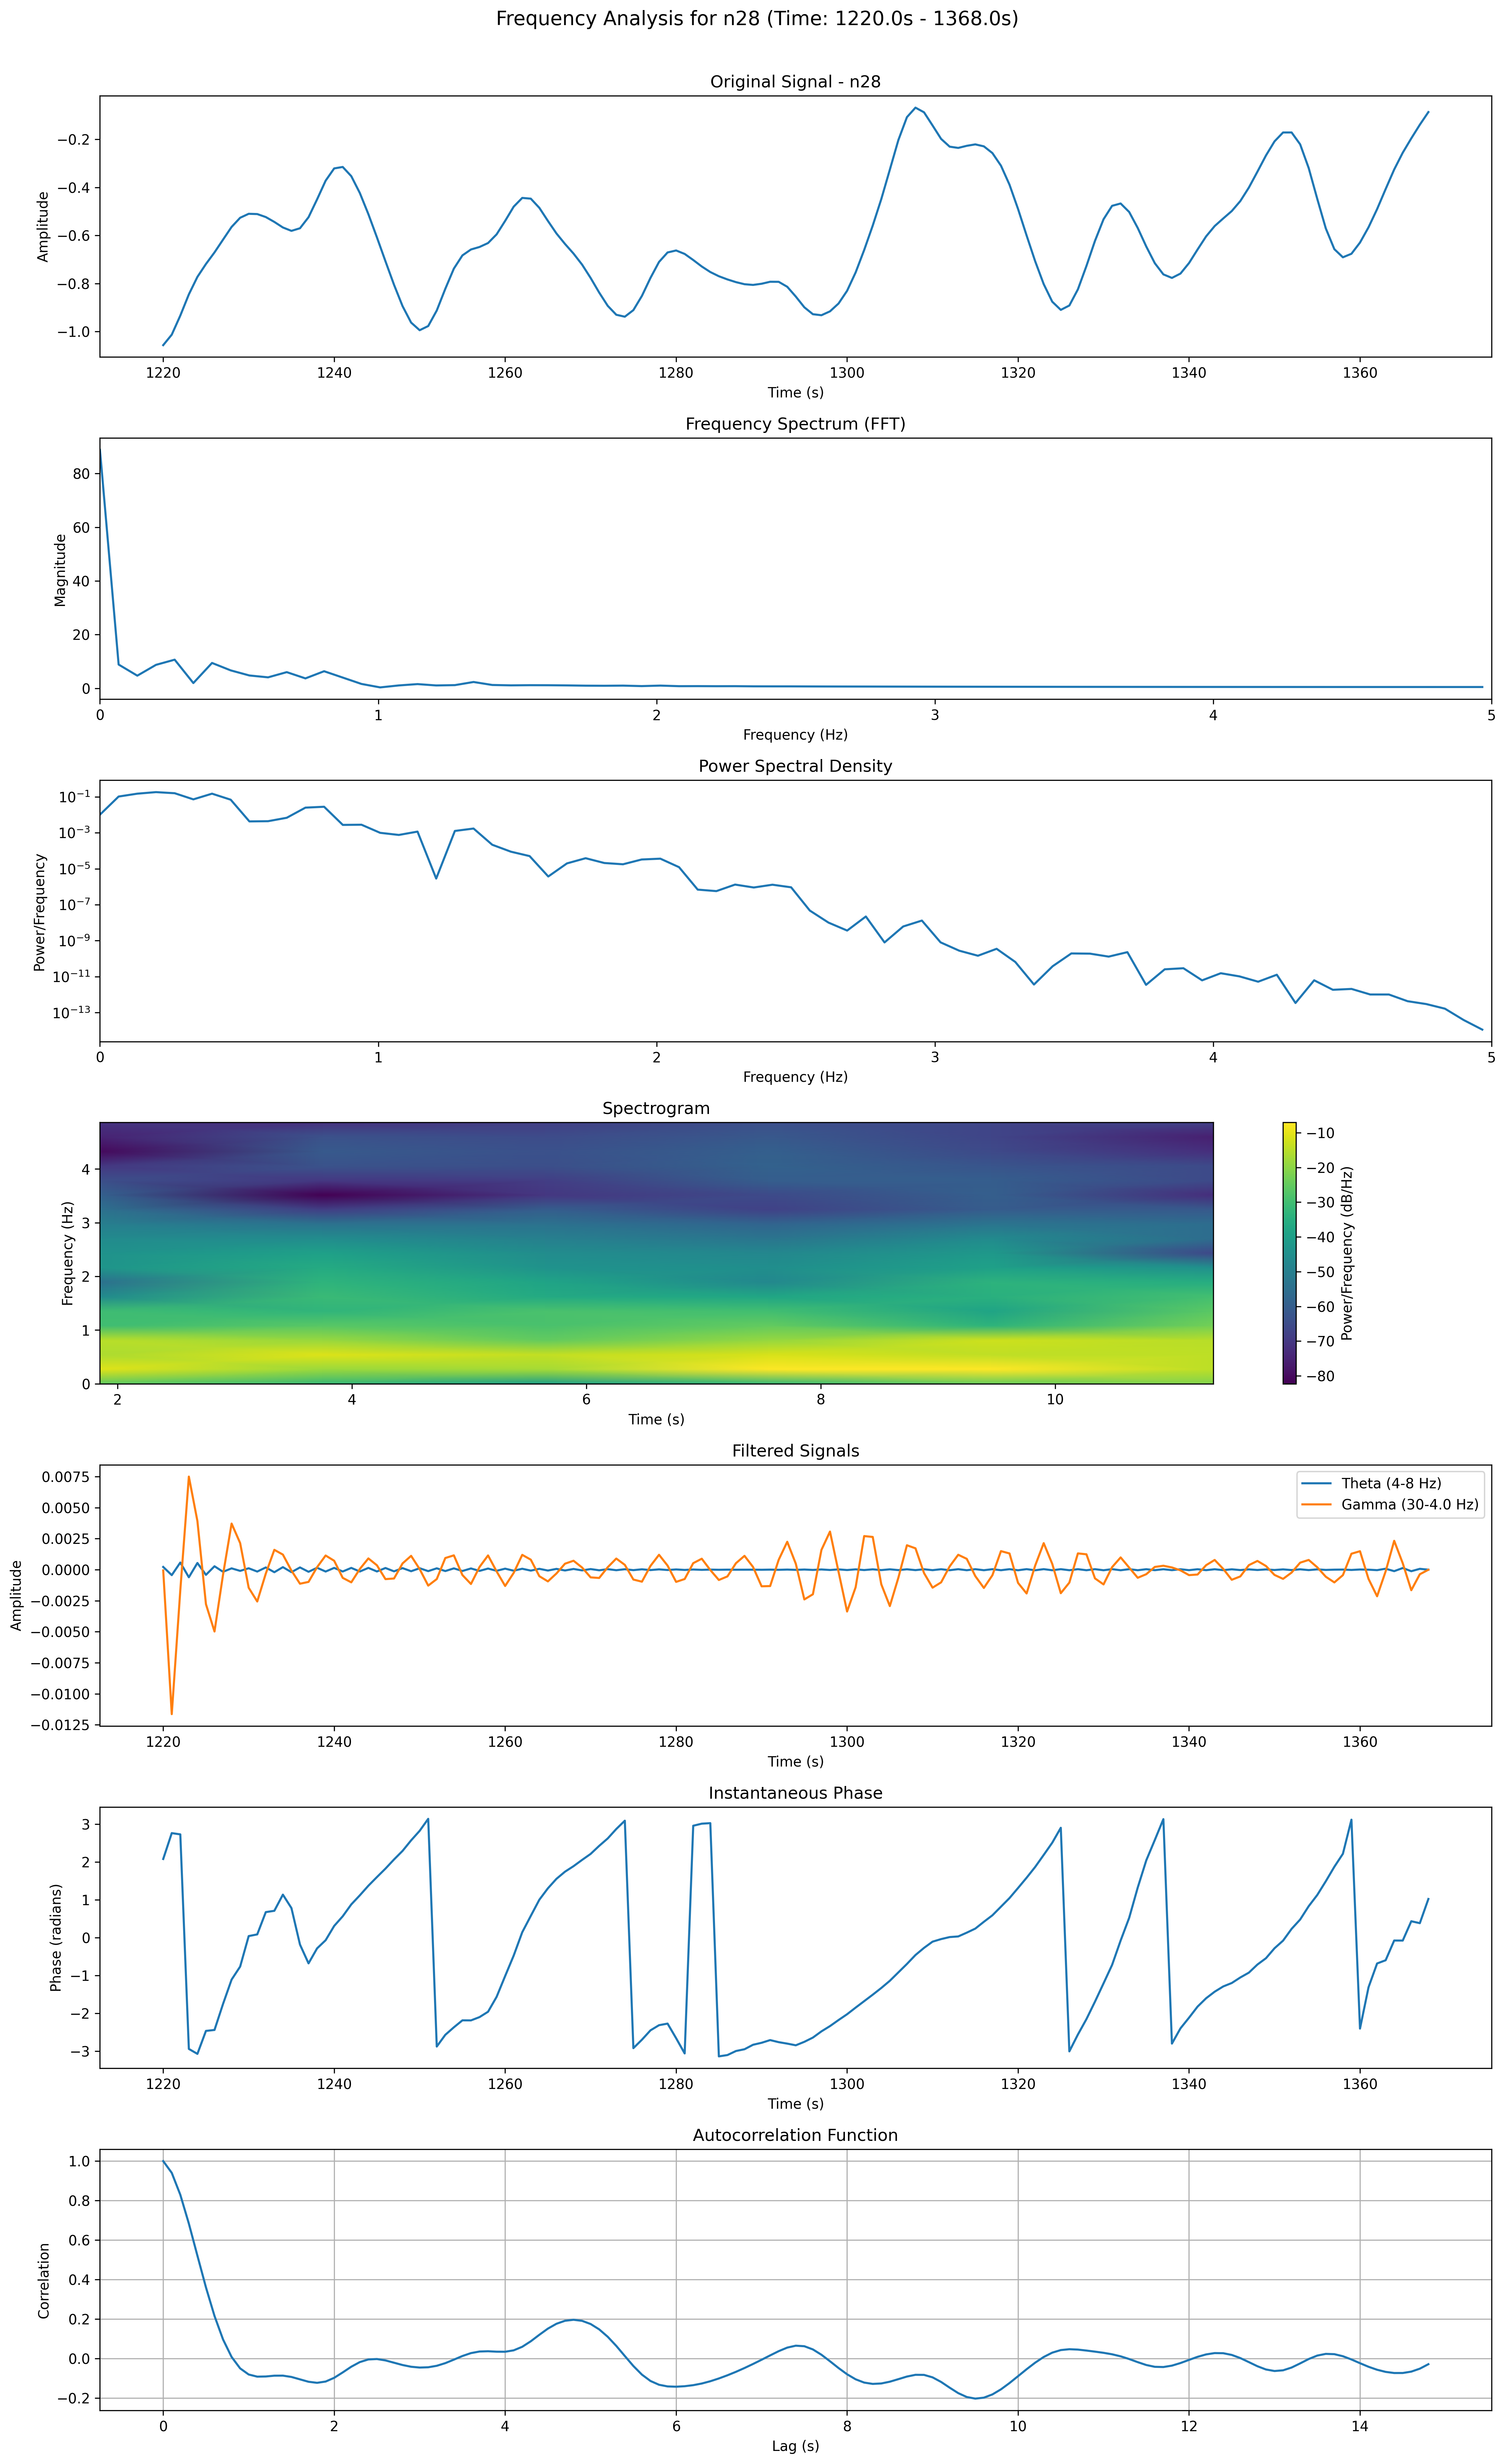 Frequency Analysis for n28 (Time: 1220.0s - 1368.0s)
Original Signal - n28
Amplitude
−0.2
−0.4
−0.6
−0.8
−1.0
1220 1240 1260 1280 1300 1320 1340 1360
Time (s)
Frequency Spectrum (FFT)
Magnitude
80
60
40
20
0
0 1 2 3 4 5
Frequency (Hz)
Power Spectral Density
Power/Frequency
10⁻¹
10⁻³
10⁻⁵
10⁻⁷
10⁻⁹
10⁻¹¹
10⁻¹³
0 1 2 3 4 5
Frequency (Hz)
Spectrogram
Frequency (Hz)
4
3
2
1
0
2 4 6 8 10
Time (s)
−10
−20
−30
−40
−50
−60
−70
−80
Power/Frequency (dB/Hz)
Filtered Signals
Amplitude
0.0075
0.0050
0.0025
0.0000
−0.0025
−0.0050
−0.0075
−0.0100
−0.0125
Theta (4-8 Hz)
Gamma (30-4.0 Hz)
1220 1240 1260 1280 1300 1320 1340 1360
Time (s)
Instantaneous Phase
Phase (radians)
3
2
1
0
−1
−2
−3
1220 1240 1260 1280 1300 1320 1340 1360
Time (s)
Autocorrelation Function
Correlation
1.0
0.8
0.6
0.4
0.2
0.0
−0.2
0 2 4 6 8 10 12 14
Lag (s)